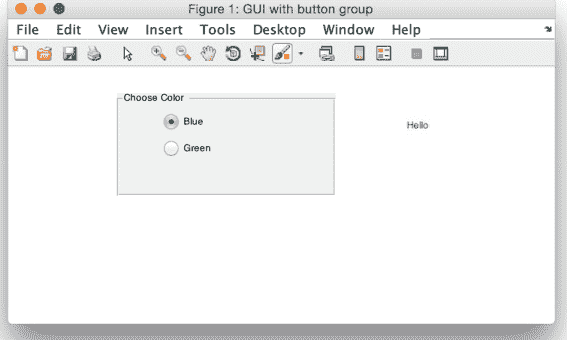 Figure 1: GUI with button group
File Edit View Insert Tools Desktop Window Help
Choose Color
Blue
Hello
Green